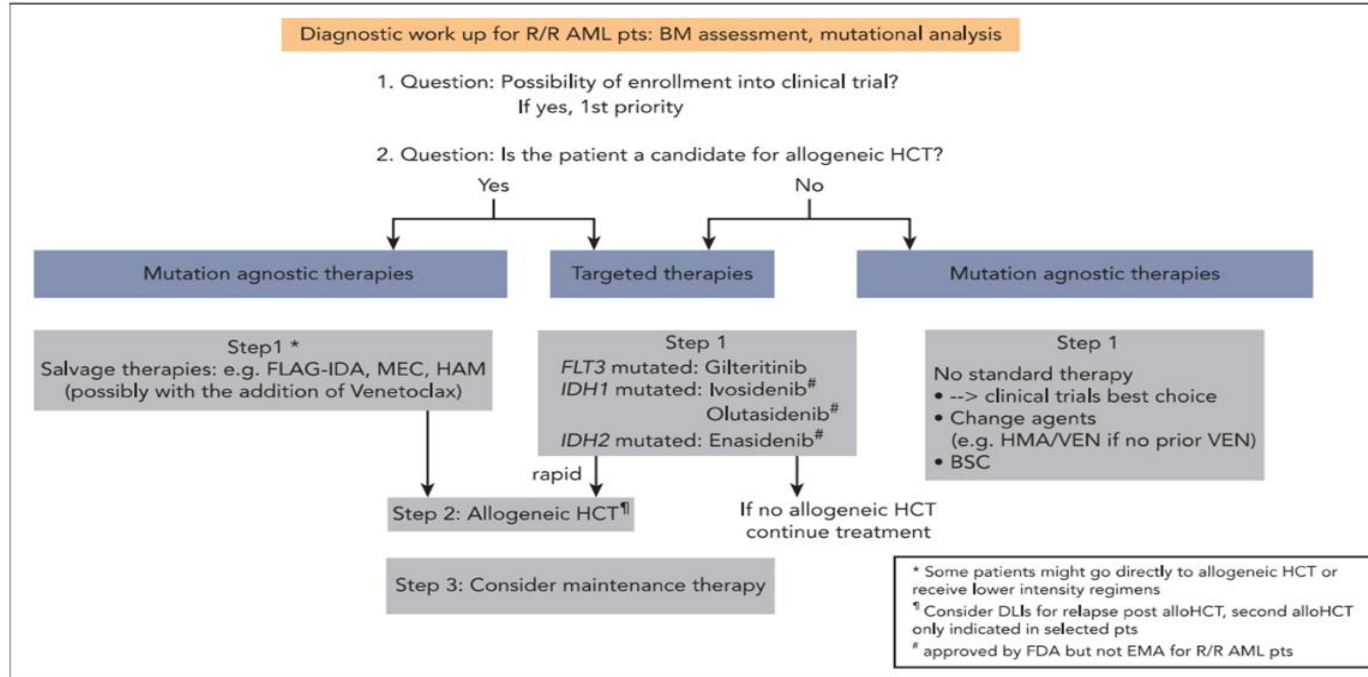 Diagnostic work up for R/R AML pts: BM assessment, mutational analysis
1. Question: Possibility of enrollment into clinical trial?
If yes, 1st priority
2. Question: Is the patient a candidate for allogeneic HCT?
Yes
No
Mutation agnostic therapies
Targeted therapies
Mutation agnostic therapies
Step1 *
Salvage therapies: e.g. FLAG-IDA, MEC, HAM
(possibly with the addition of Venetoclax)
Step 1
FLT3 mutated: Gilteritinib
IDH1 mutated: Ivosidenib#
Olutasidenib#
IDH2 mutated: Enasidenib#
Step 1
No standard therapy
• --> clinical trials best choice
• Change agents
(e.g. HMA/VEN if no prior VEN)
• BSC
rapid
Step 2: Allogeneic HCT¶
If no allogeneic HCT
continue treatment
Step 3: Consider maintenance therapy
* Some patients might go directly to allogeneic HCT or
receive lower intensity regimens
¶ Consider DLIs for relapse post alloHCT, second alloHCT
only indicated in selected pts
# approved by FDA but not EMA for R/R AML pts